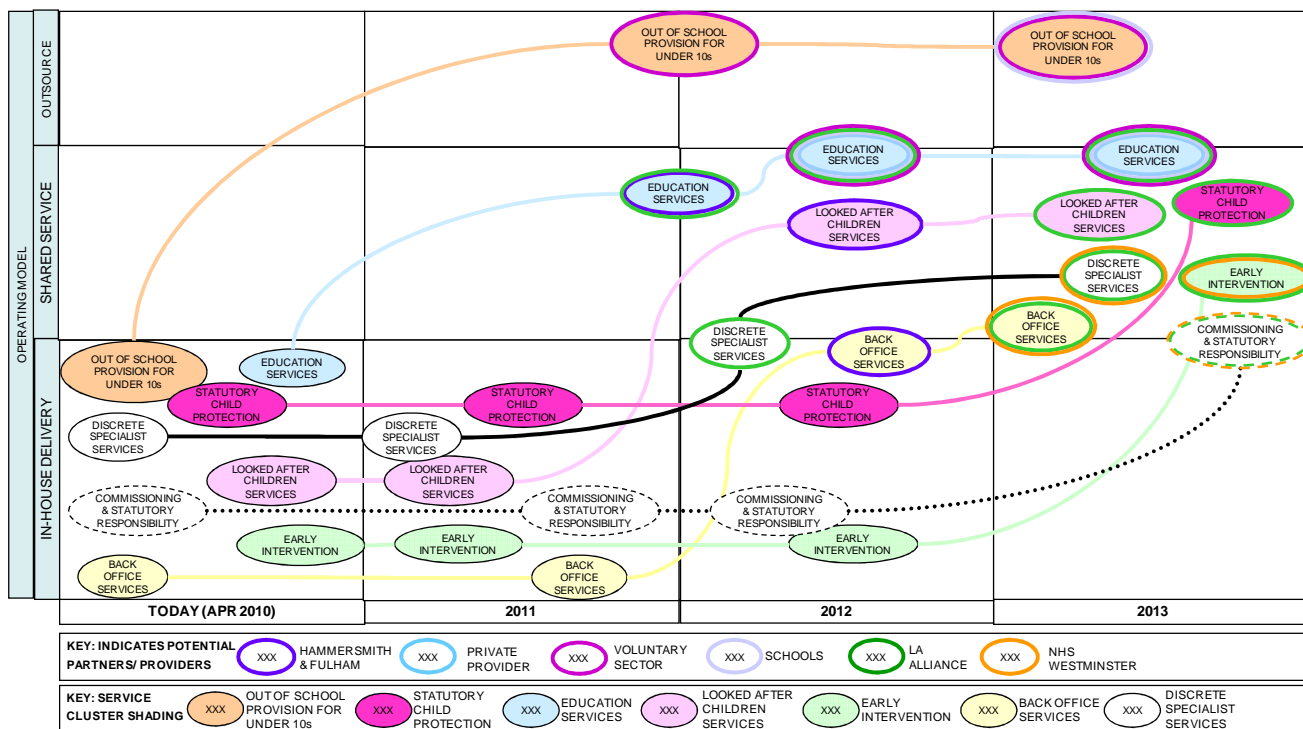 OPERATING MODEL
OUTSOURCE
SHARED SERVICE
IN-HOUSE DELIVERY
OUT OF SCHOOL
PROVISION FOR
UNDER 10s
OUT OF SCHOOL
PROVISION FOR
UNDER 10s
EDUCATION
SERVICES
EDUCATION
SERVICES
EDUCATION
SERVICES
LOOKED AFTER
CHILDREN
SERVICES
LOOKED AFTER
CHILDREN
SERVICES
STATUTORY
CHILD
PROTECTION
DISCRETE
SPECIALIST
SERVICES
EARLY
INTERVENTION
DISCRETE
SPECIALIST
SERVICES
BACK
OFFICE
SERVICES
BACK
OFFICE
SERVICES
COMMISSIONING
& STATUTORY
RESPONSIBILITY
OUT OF SCHOOL
PROVISION FOR
UNDER 10s
EDUCATION
SERVICES
STATUTORY
CHILD
PROTECTION
STATUTORY
CHILD
PROTECTION
STATUTORY
CHILD
PROTECTION
DISCRETE
SPECIALIST
SERVICES
DISCRETE
SPECIALIST
SERVICES
LOOKED AFTER
CHILDREN
SERVICES
LOOKED AFTER
CHILDREN
SERVICES
COMMISSIONING
& STATUTORY
RESPONSIBILITY
COMMISSIONING
& STATUTORY
RESPONSIBILITY
COMMISSIONING
& STATUTORY
RESPONSIBILITY
EARLY
INTERVENTION
EARLY
INTERVENTION
EARLY
INTERVENTION
BACK
OFFICE
SERVICES
BACK
OFFICE
SERVICES
TODAY (APR 2010)
2011
2012
2013
KEY: INDICATES POTENTIAL
PARTNERS/ PROVIDERS
XXX
HAMMERSMITH
& FULHAM
XXX
PRIVATE
PROVIDER
XXX
VOLUNTARY
SECTOR
XXX
SCHOOLS
XXX
LA
ALLIANCE
XXX
NHS
WESTMINSTER
KEY: SERVICE
CLUSTER SHADING
XXX
OUT OF SCHOOL
PROVISION FOR
UNDER 10s
XXX
STATUTORY
CHILD
PROTECTION
XXX
EDUCATION
SERVICES
XXX
LOOKED AFTER
CHILDREN
SERVICES
XXX
EARLY
INTERVENTION
XXX
BACK OFFICE
SERVICES
XXX
DISCRETE
SPECIALIST
SERVICES